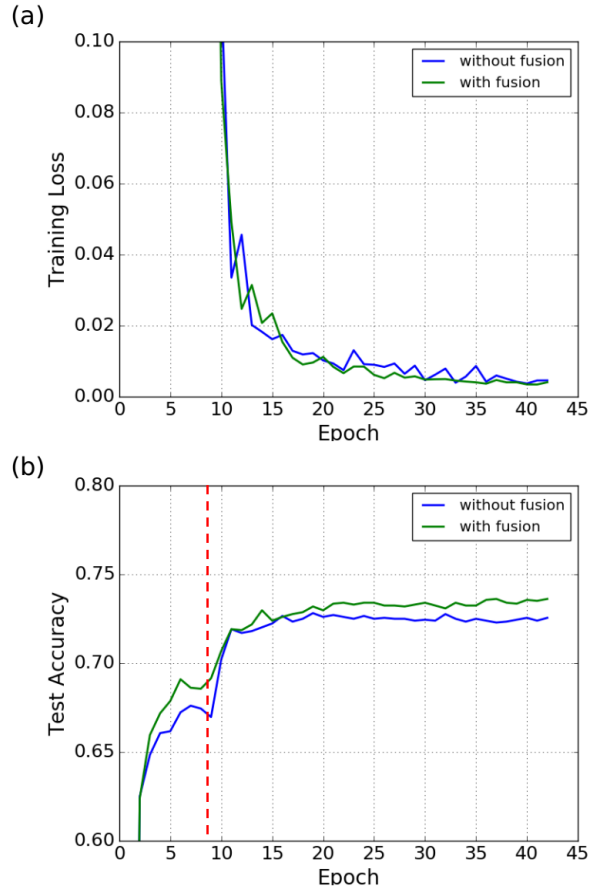 (a)
0.10
0.08
0.06
0.04
0.02
0.00
Training Loss
without fusion
with fusion
0 5 10 15 20 25 30 35 40 45
Epoch
(b)
0.80
0.75
0.70
0.65
0.60
Test Accuracy
without fusion
with fusion
0 5 10 15 20 25 30 35 40 45
Epoch